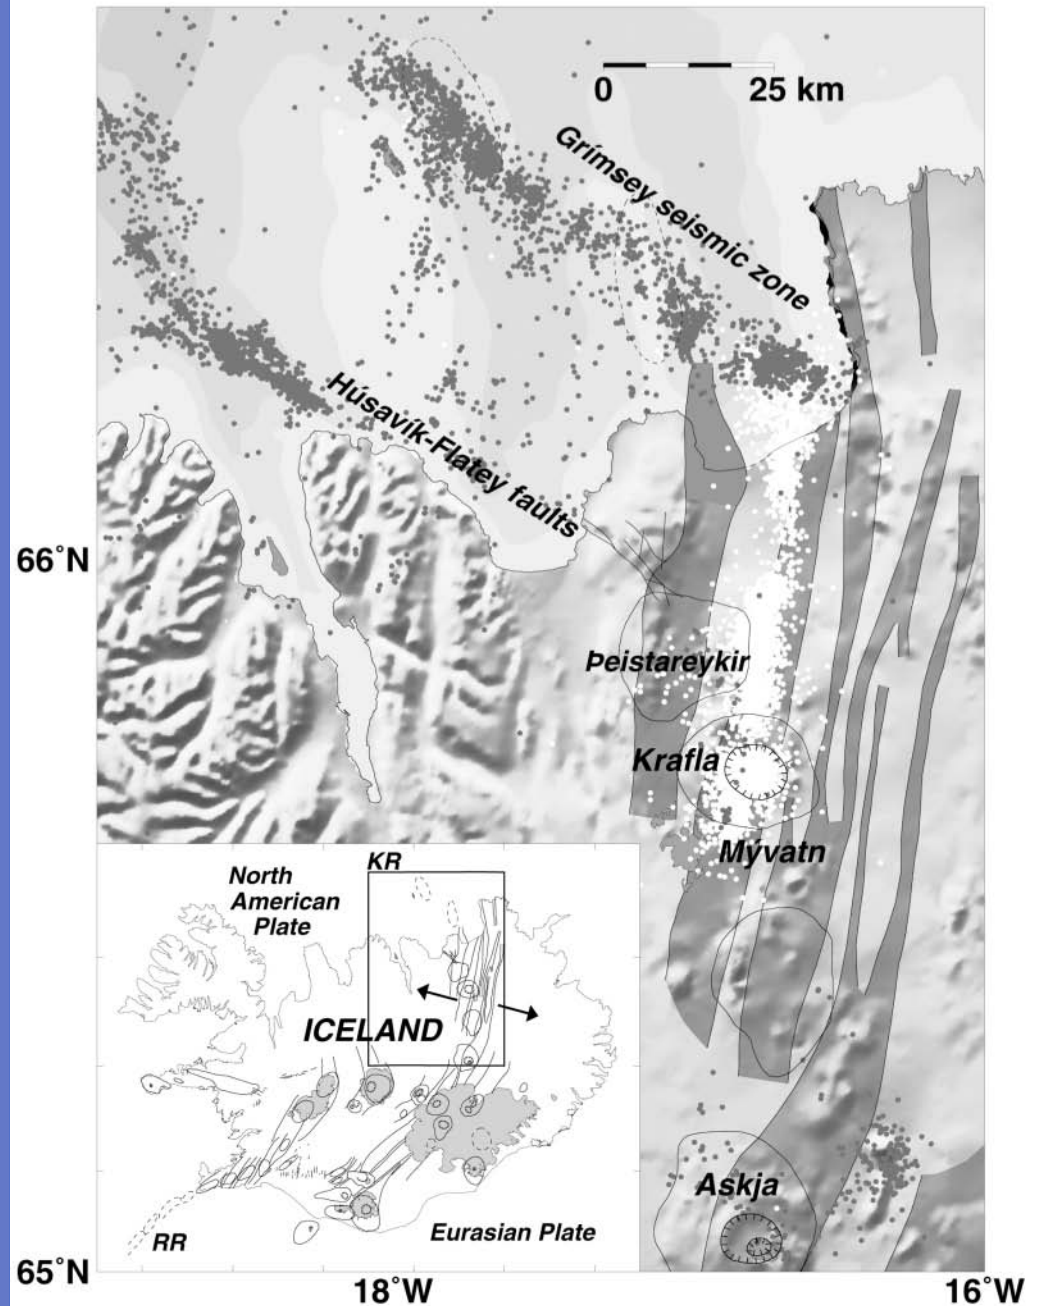 0 25 km
Grímsey seismic zone
Húsavík-Flatey faults
66˚N
Þeistareykir
Krafla
Mývatn
KR
North
American
Plate
ICELAND
Askja
Eurasian Plate
RR
65˚N
18˚W 16˚W